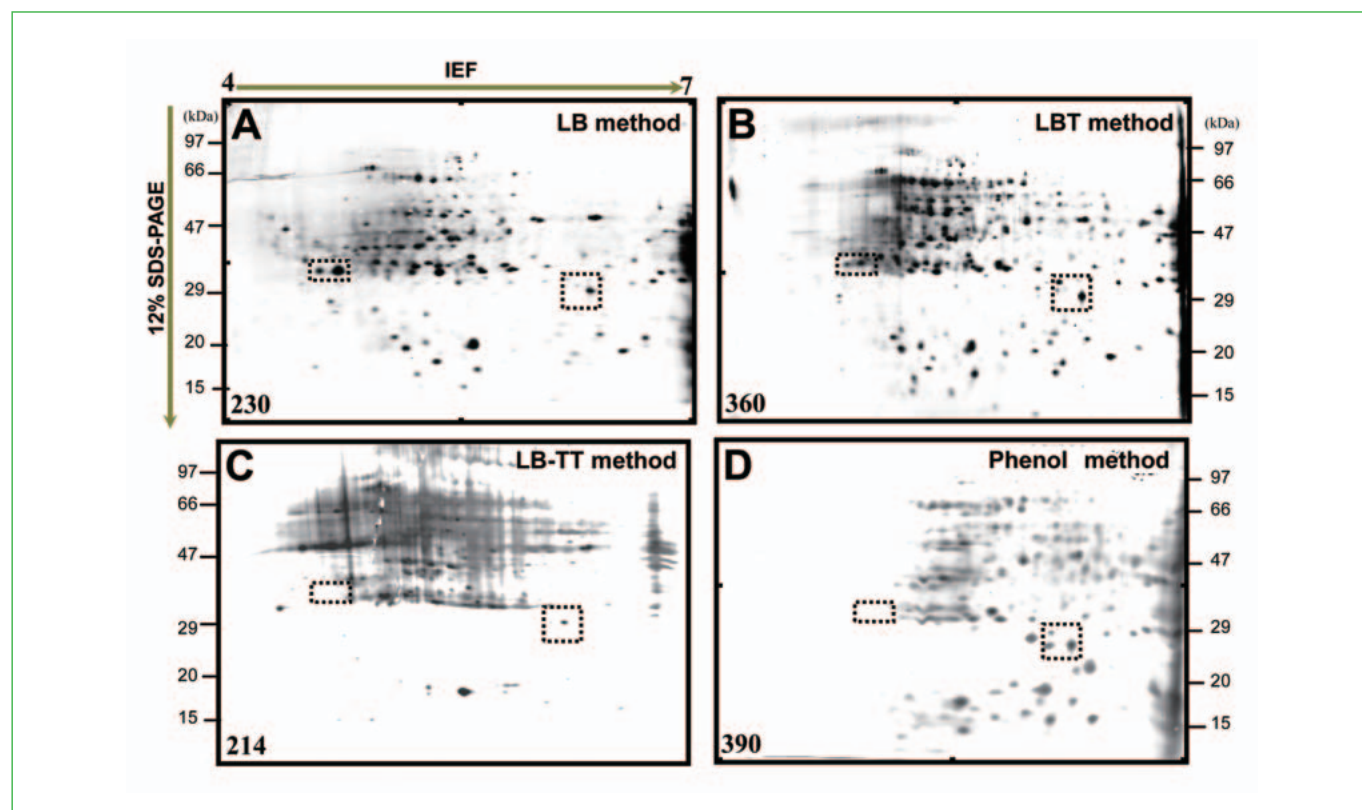 IEF
4
7
12% SDS-PAGE
(kDa)
97
66
47
29
20
15
A
LB method
230
B
LBT method
360
(kDa)
97
66
47
29
20
15
97
66
47
29
20
15
C
LB-TT method
214
D
Phenol method
390
97
66
47
29
20
15